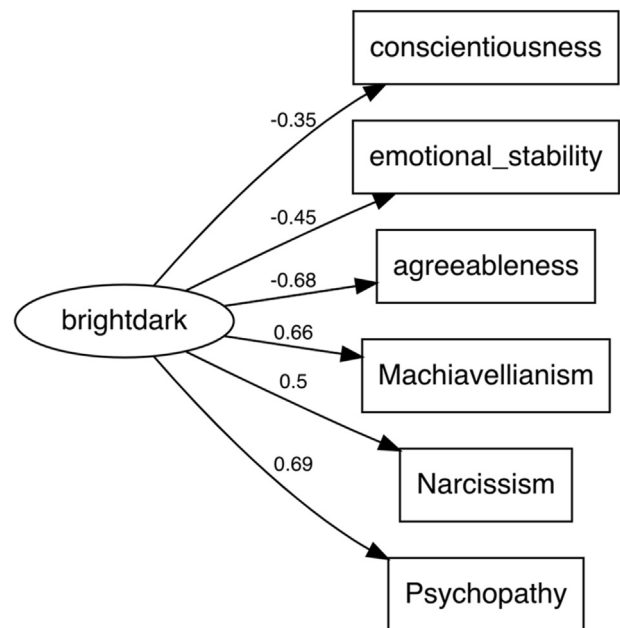 conscientiousness
-0.35
emotional_stability
-0.45
agreeableness
-0.68
brightdark
0.66
Machiavellianism
0.5
Narcissism
0.69
Psychopathy